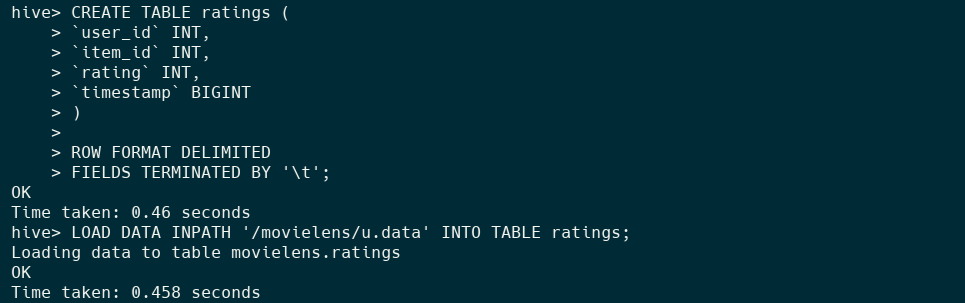 hive> CREATE TABLE ratings (
    > `user_id` INT,
    > `item_id` INT,
    > `rating` INT,
    > `timestamp` BIGINT
    > )
    >
    > ROW FORMAT DELIMITED
    > FIELDS TERMINATED BY '\t';
OK
Time taken: 0.46 seconds
hive> LOAD DATA INPATH '/movielens/u.data' INTO TABLE ratings;
Loading data to table movielens.ratings
OK
Time taken: 0.458 seconds